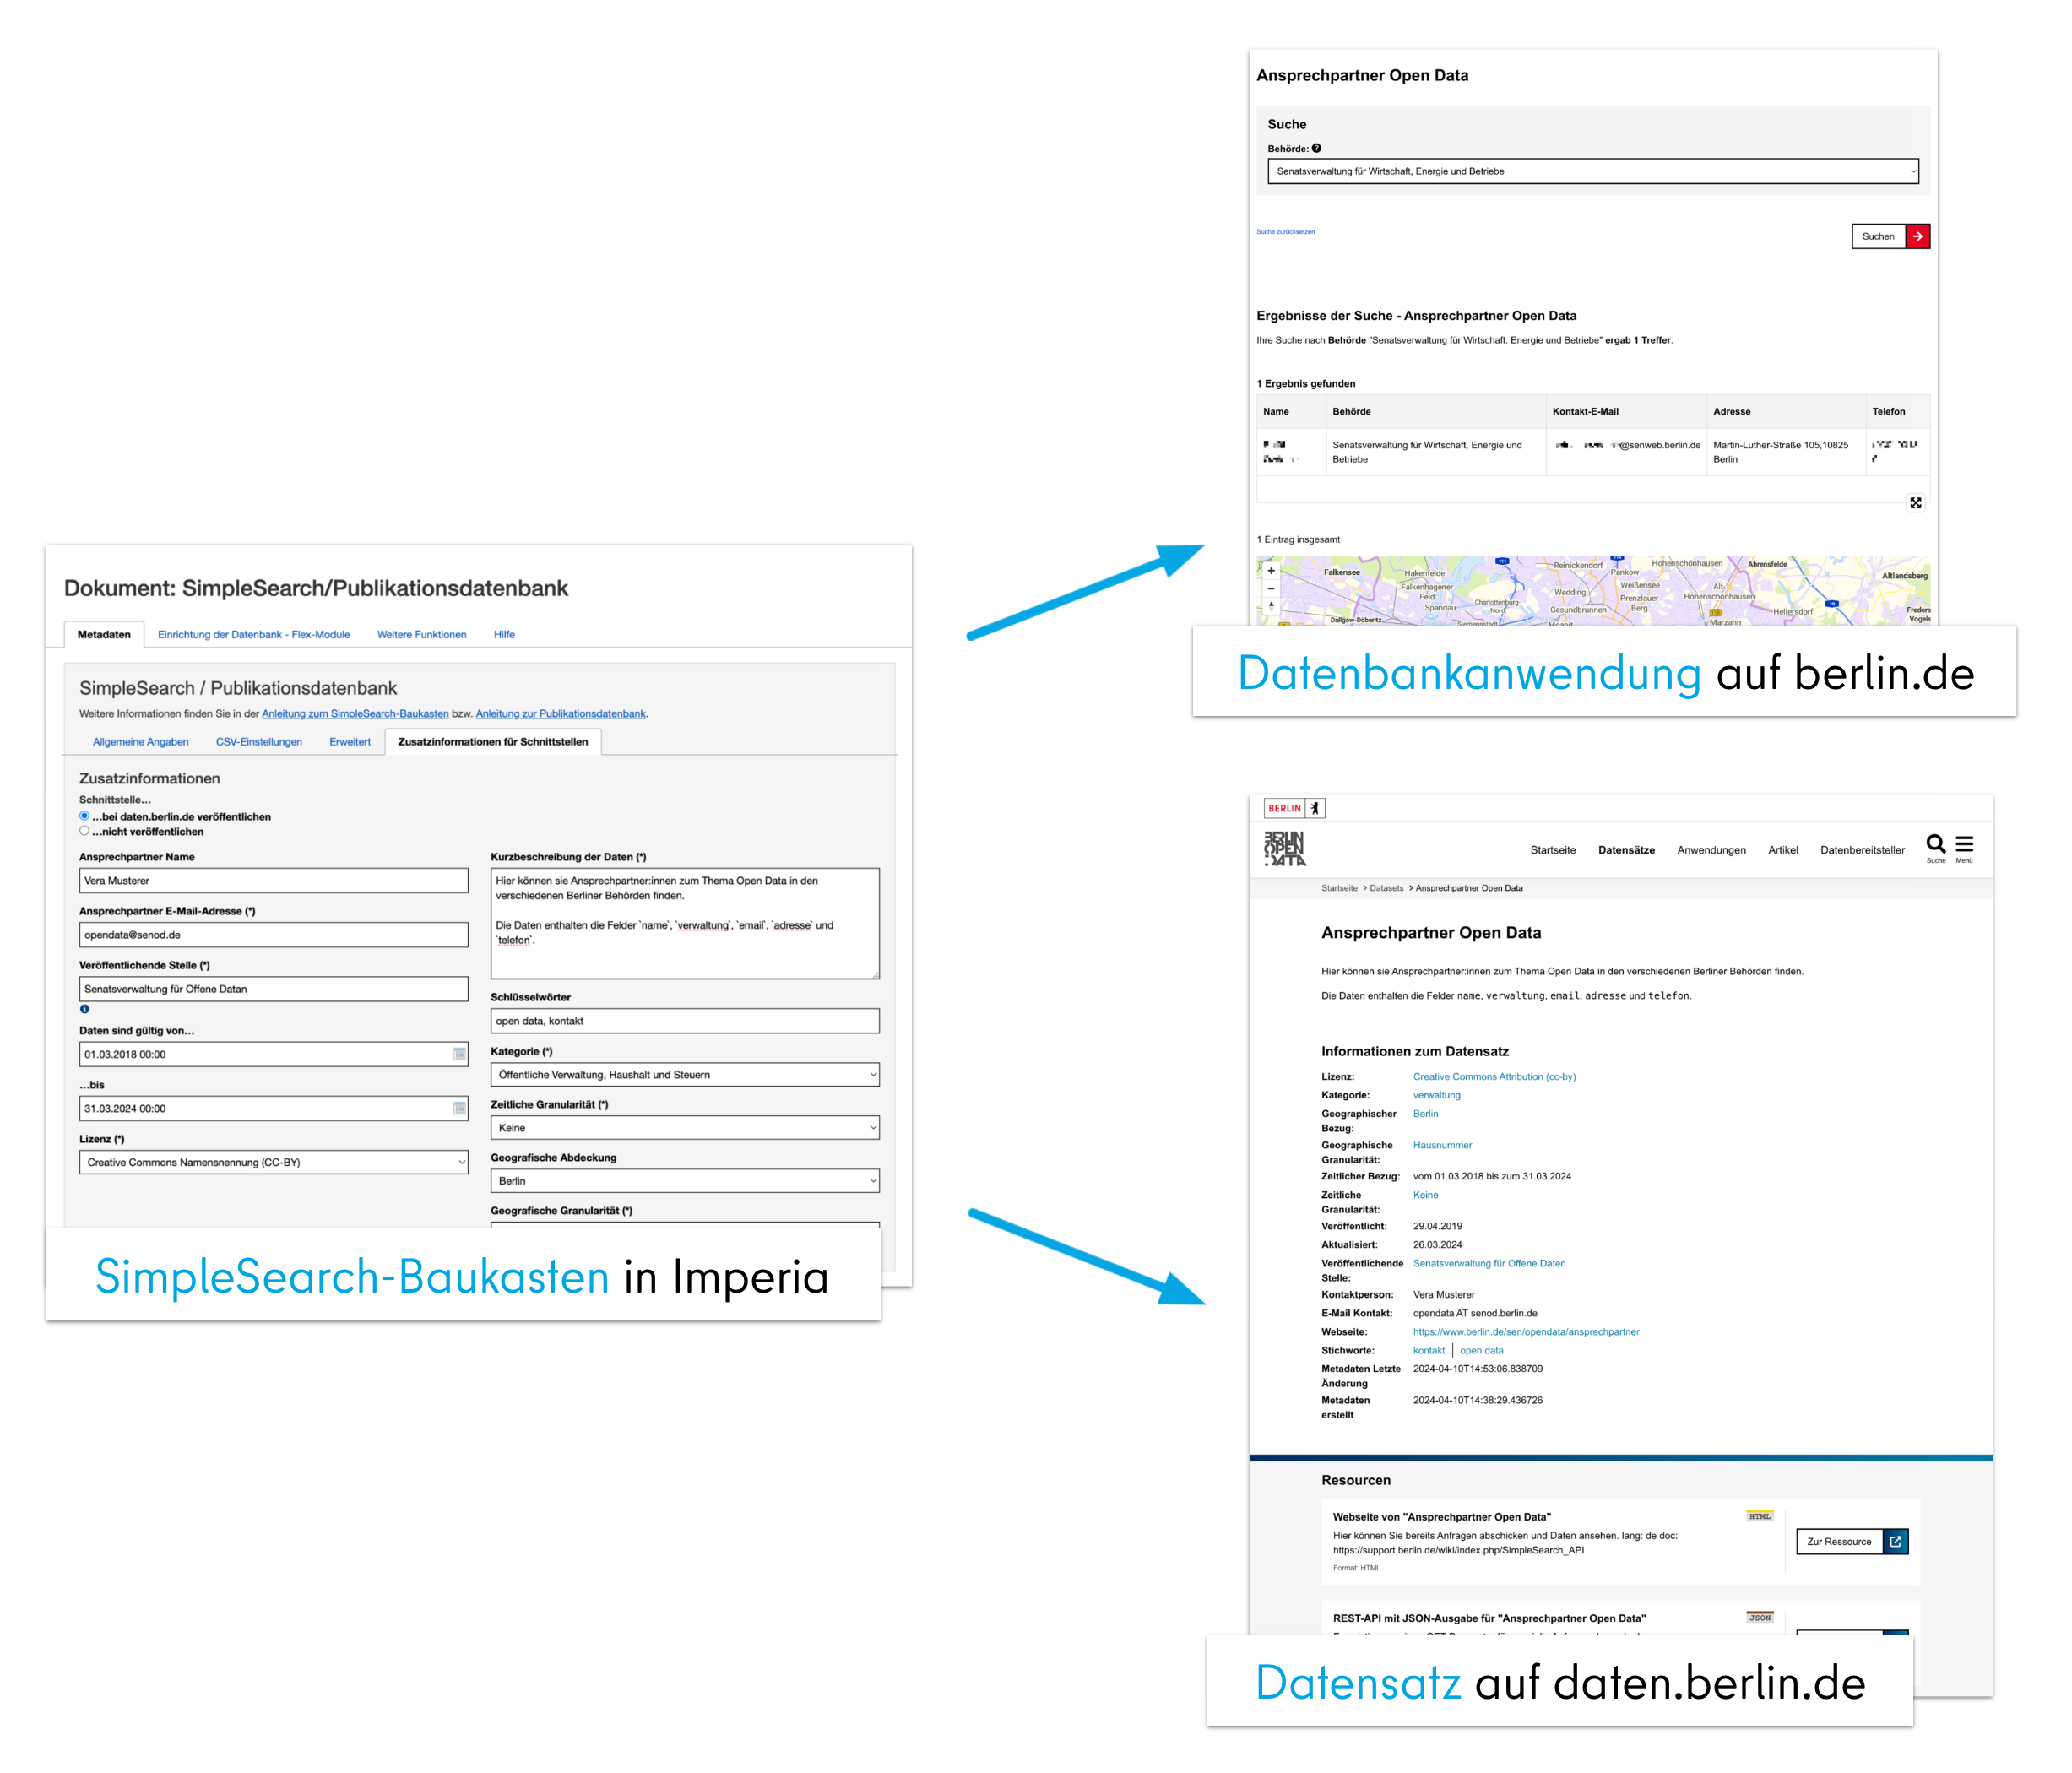 Dokument: SimpleSearch/Publikationsdatenbank
Metadaten Einrichtung der Datenbank - Flex-Module Weitere Funktionen Hilfe
SimpleSearch / Publikationsdatenbank
Weitere Informationen finden Sie in der Anleitung zum SimpleSearch-Baukasten bzw. Anleitung zur Publikationsdatenbank.
Allgemeine Angaben CSV-Einstellungen Erweitert Zusatzinformationen für Schnittstellen
Zusatzinformationen
Schnittstelle...
...bei daten.berlin.de veröffentlichen
...nicht veröffentlichen
Ansprechpartner Name
Vera Musterer
Ansprechpartner E-Mail-Adresse (*)
opendata@senod.de
Veröffentlichende Stelle (*)
Senatsverwaltung für Offene Datan
Daten sind gültig von...
01.03.2018 00:00
...bis
31.03.2024 00:00
Lizenz (*)
Creative Commons Namensnennung (CC-BY)
Kurzbeschreibung der Daten (*)
Hier können sie Ansprechpartner:innen zum Thema Open Data in den
verschiedenen Berliner Behörden finden.
Die Daten enthalten die Felder `name`, `verwaltung`, `email`, `adresse` und
`telefon`.
Schlüsselwörter
open data, kontakt
Kategorie (*)
Öffentliche Verwaltung, Haushalt und Steuern
Zeitliche Granularität (*)
Keine
Geografische Abdeckung
Berlin
Geografische Granularität (*)
SimpleSearch-Baukasten in Imperia
Ansprechpartner Open Data
Suche
Behörde: ?
Senatsverwaltung für Wirtschaft, Energie und Betriebe
Suche zurücksetzen
Suchen
Ergebnisse der Suche - Ansprechpartner Open Data
Ihre Suche nach Behörde "Senatsverwaltung für Wirtschaft, Energie und Betriebe" ergab 1 Treffer.
1 Ergebnis gefunden
Name Behörde Kontakt-E-Mail Adresse Telefon
Senatsverwaltung für Wirtschaft, Energie und @senweb.berlin.de Martin-Luther-Straße 105,10825
Betriebe Berlin
1 Eintrag insgesamt
+
−
Falkensee
Hakenfelde
Falkenhagener
Feld
Spandau
Charlottenburg-
Nord
Dallgow-Döberitz
Siemensstadt
111
Reinickendorf
Pankow
Hohenschönhausen
Ahrensfelde
Altlandsberg
Weißensee
Wedding
Prenzlauer
Berg
Alt-
Hohenschönhausen
Gesundbrunnen
Hellersdorf
10
Marzahn
Moabit
Freders
Vogels
Datenbankanwendung auf berlin.de
BERLIN
BERLIN
OPEN
DATA
Startseite Datensätze Anwendungen Artikel Datenbereitsteller Suche Menü
Startseite > Datasets > Ansprechpartner Open Data
Ansprechpartner Open Data
Hier können sie Ansprechpartner:innen zum Thema Open Data in den verschiedenen Berliner Behörden finden.
Die Daten enthalten die Felder name, verwaltung, email, adresse und telefon.
Informationen zum Datensatz
Lizenz: Creative Commons Attribution (cc-by)
Kategorie: verwaltung
Geographischer Berlin
Bezug:
Geographische Hausnummer
Granularität:
Zeitlicher Bezug: vom 01.03.2018 bis zum 31.03.2024
Zeitliche Keine
Granularität:
Veröffentlicht: 29.04.2019
Aktualisiert: 26.03.2024
Veröffentlichende Senatsverwaltung für Offene Daten
Stelle:
Kontaktperson: Vera Musterer
E-Mail Kontakt: opendata AT senod.berlin.de
Webseite: https://www.berlin.de/sen/opendata/ansprechpartner
Stichworte: kontakt | open data
Metadaten Letzte 2024-04-10T14:53:06.838709
Änderung
Metadaten 2024-04-10T14:38:29.436726
erstellt
Resourcen
Webseite von "Ansprechpartner Open Data" HTML
Hier können Sie bereits Anfragen abschicken und Daten ansehen. lang: de doc:
https://support.berlin.de/wiki/index.php/SimpleSearch_API
Format: HTML
Zur Ressource
REST-API mit JSON-Ausgabe für "Ansprechpartner Open Data" JSON
Datensatz auf daten.berlin.de